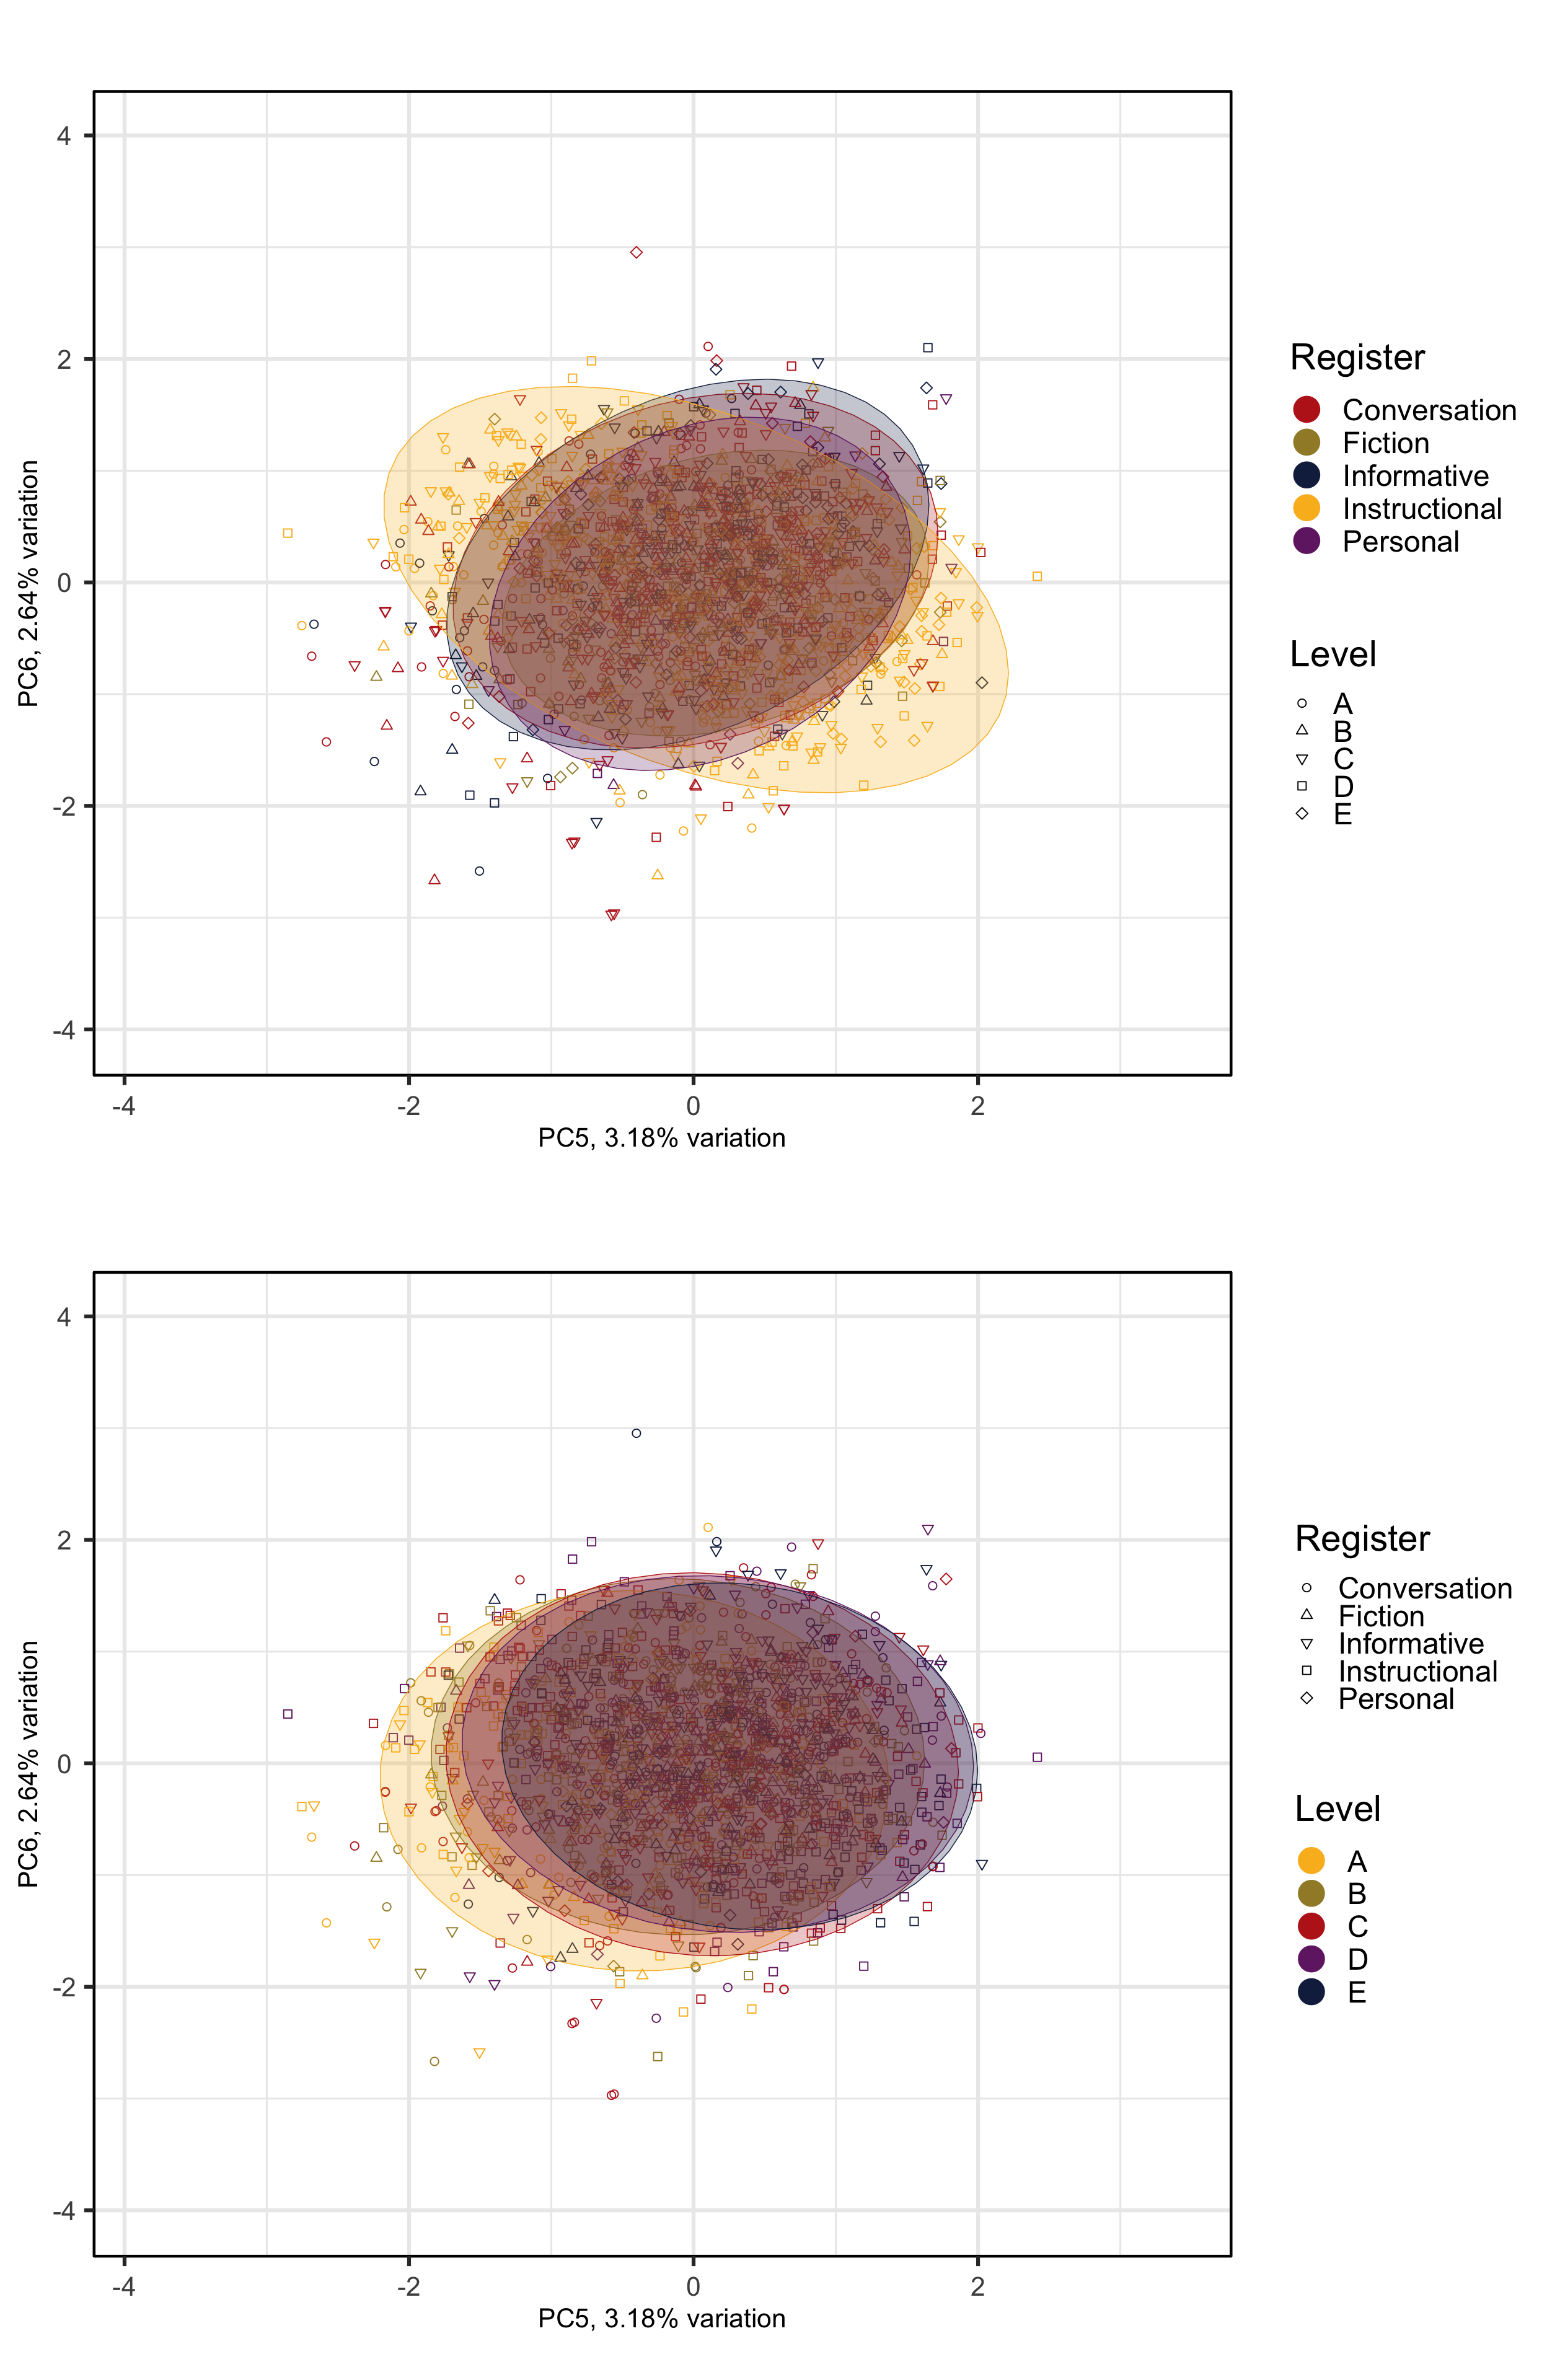 4
2
0
-2
-4
PC6, 2.64% variation
-4
-2
0
2
PC5, 3.18% variation
Register
Conversation
Fiction
Informative
Instructional
Personal
Level
A
B
C
D
E
4
2
0
-2
-4
PC6, 2.64% variation
-4
-2
0
2
PC5, 3.18% variation
Register
Conversation
Fiction
Informative
Instructional
Personal
Level
A
B
C
D
E